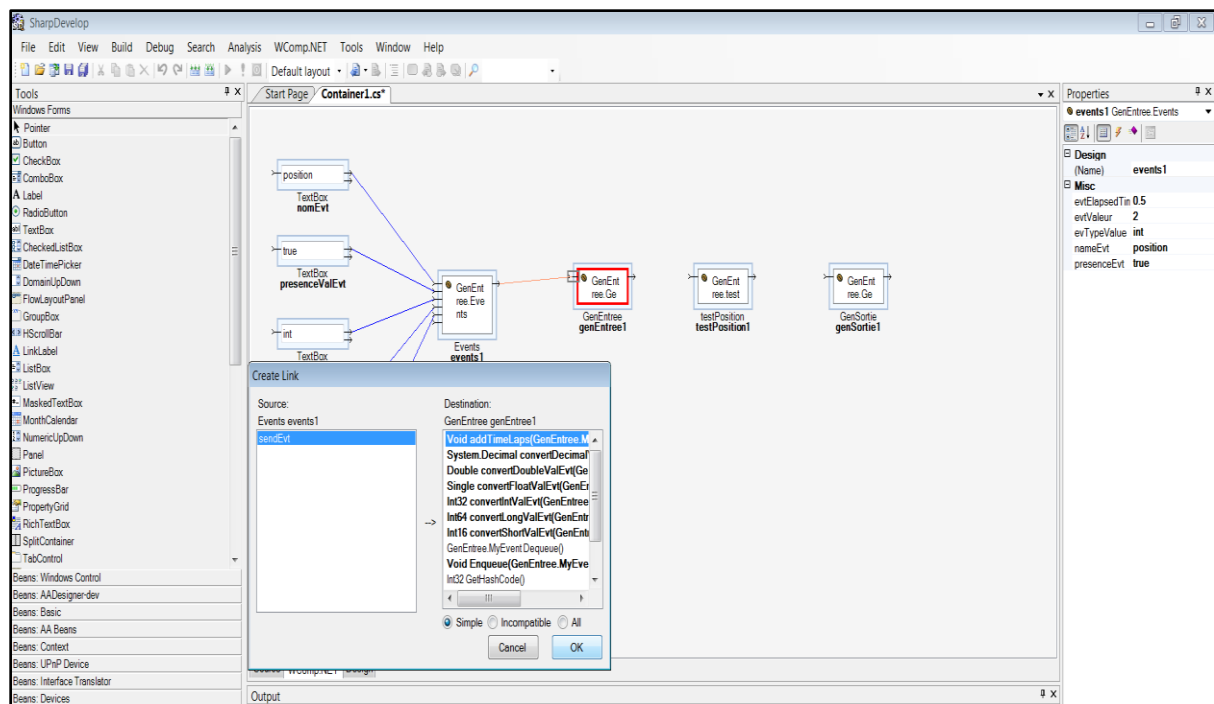 SharpDevelop
File Edit View Build Debug Search Analysis WComp.NET Tools Window Help
Default layout
Tools
Windows Forms
Pointer
Button
CheckBox
ComboBox
A Label
RadioButton
TextBox
CheckedListBox
DateTimePicker
DomainUpDown
FlowLayoutPanel
GroupBox
HScrollBar
A LinkLabel
ListBox
ListView
MaskedTextBox
MonthCalendar
NumericUpDown
Panel
PictureBox
ProgressBar
PropertyGrid
RichTextBox
SplitContainer
TabControl
Beans: Windows Control
Beans: AADesigner-dev
Beans: Basic
Beans: AA Beans
Beans: Context
Beans: UPnP Device
Beans: Interface Translator
Beans: Devices
Start Page Container1.cs*
position
TextBox
nomEvt
true
TextBox
presenceValEvt
int
TextBox
GenEnt
ree.Eve
nts
Events
events1
GenEnt
ree.Ge
GenEntree
genEntree1
GenEnt
ree.test
testPosition
testPosition1
GenEnt
ree.Ge
GenSortie
genSortie1
Create Link
Source:
Events events1
sendEvt
-->
Destination:
GenEntree genEntree1
Void addTimeLaps(GenEntree.M
System.Decimal convertDecimal
Double convertDoubleValEvt(Ge
Single convertFloatValEvt(GenEr
Int32 convertIntValEvt(GenEntree
Int64 convertLongValEvt(GenEntr
Int16 convertShortValEvt(GenEnt
GenEntree.MyEvent Dequeue()
Void Enqueue(GenEntree.MyEve
Int32 GetHashCode()
Simple Incompatible All
Cancel OK
WComp.NET
Output
Properties
events1 GenEntree.Events
Design
(Name) events1
Misc
evtElapsedTin 0.5
evtValeur 2
evTypeValue int
nameEvt position
presenceEvt true